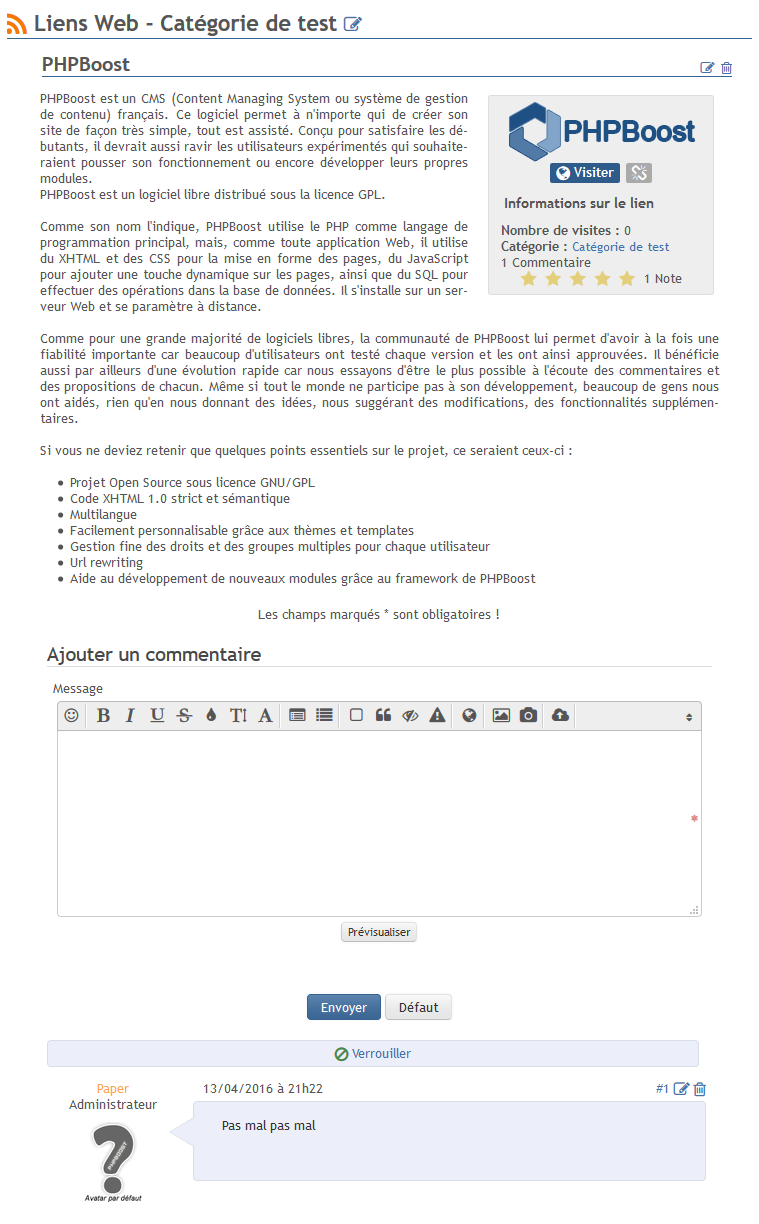 Liens Web - Catégorie de test
PHPBoost
PHPBoost est un CMS (Content Managing System ou système de gestion
de contenu) français. Ce logiciel permet à n'importe qui de créer son
site de façon très simple, tout est assisté. Conçu pour satisfaire les dé-
butants, il devrait aussi ravir les utilisateurs expérimentés qui souhaite-
raient pousser son fonctionnement ou encore développer leurs propres
modules.
PHPBoost est un logiciel libre distribué sous la licence GPL.
Comme son nom l'indique, PHPBoost utilise le PHP comme langage de
programmation principal, mais, comme toute application Web, il utilise
du XHTML et des CSS pour la mise en forme des pages, du JavaScript
pour ajouter une touche dynamique sur les pages, ainsi que du SQL pour
effectuer des opérations dans la base de données. Il s'installe sur un ser-
veur Web et se paramètre à distance.
PHPBoost
Visiter
Informations sur le lien
Nombre de visites : 0
Catégorie : Catégorie de test
1 Commentaire
1 Note
Comme pour une grande majorité de logiciels libres, la communauté de PHPBoost lui permet d'avoir à la fois une
fiabilité importante car beaucoup d'utilisateurs ont testé chaque version et les ont ainsi approuvées. Il bénéficie
aussi par ailleurs d'une évolution rapide car nous essayons d'être le plus possible à l'écoute des commentaires et
des propositions de chacun. Même si tout le monde ne participe pas à son développement, beaucoup de gens nous
ont aidés, rien qu'en nous donnant des idées, nous suggérant des modifications, des fonctionnalités supplémen-
taires.
Si vous ne deviez retenir que quelques points essentiels sur le projet, ce seraient ceux-ci :
• Projet Open Source sous licence GNU/GPL
• Code XHTML 1.0 strict et sémantique
• Multilangue
• Facilement personnalisable grâce aux thèmes et templates
• Gestion fine des droits et des groupes multiples pour chaque utilisateur
• Url rewriting
• Aide au développement de nouveaux modules grâce au framework de PHPBoost
Les champs marqués * sont obligatoires !
Ajouter un commentaire
Message
B I U S T A
*
Prévisualiser
Envoyer Défaut
Verrouiller
Paper
Administrateur
13/04/2016 à 21h22
#1
Pas mal pas mal
PHPBOOST
Avatar par défaut